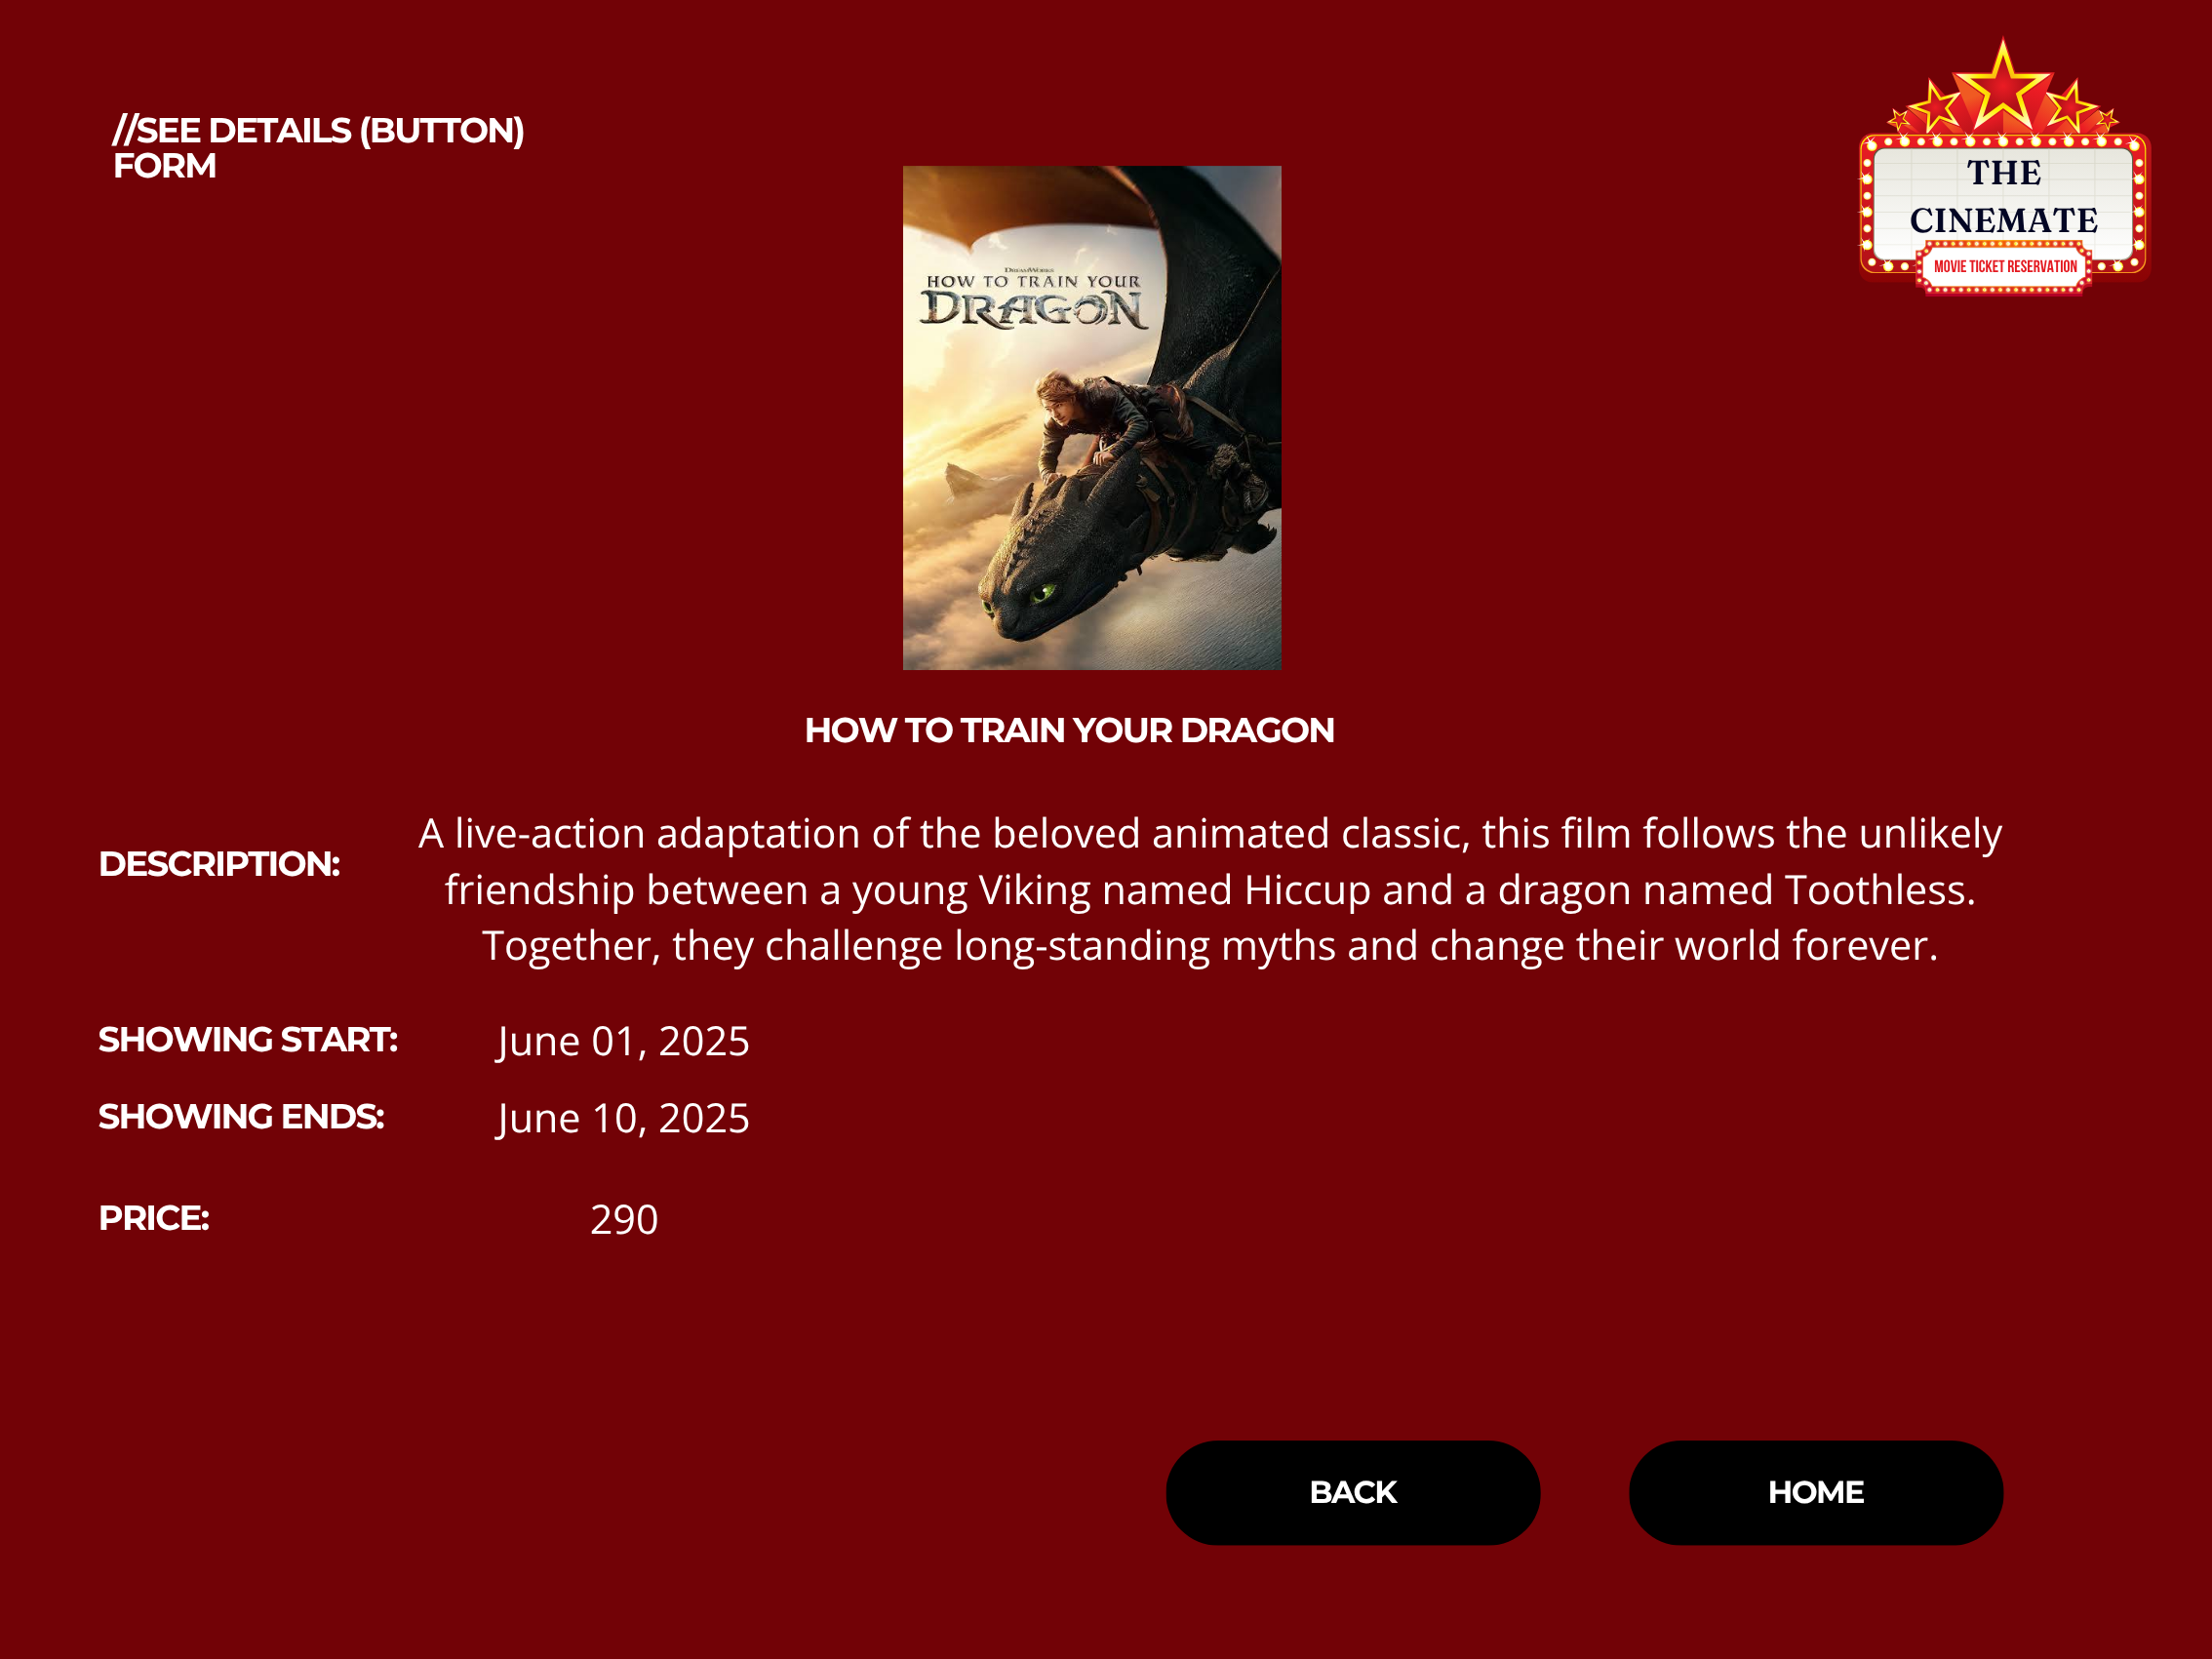 //SEE DETAILS (BUTTON)
FORM
THE
CINEMATE
MOVIE TICKET RESERVATION
DREAMWORKS
HOW TO TRAIN YOUR
DRAGON
HOW TO TRAIN YOUR DRAGON
DESCRIPTION:
A live-action adaptation of the beloved animated classic, this film follows the unlikely
friendship between a young Viking named Hiccup and a dragon named Toothless.
Together, they challenge long-standing myths and change their world forever.
SHOWING START:
June 01, 2025
SHOWING ENDS:
June 10, 2025
PRICE:
290
BACK
HOME